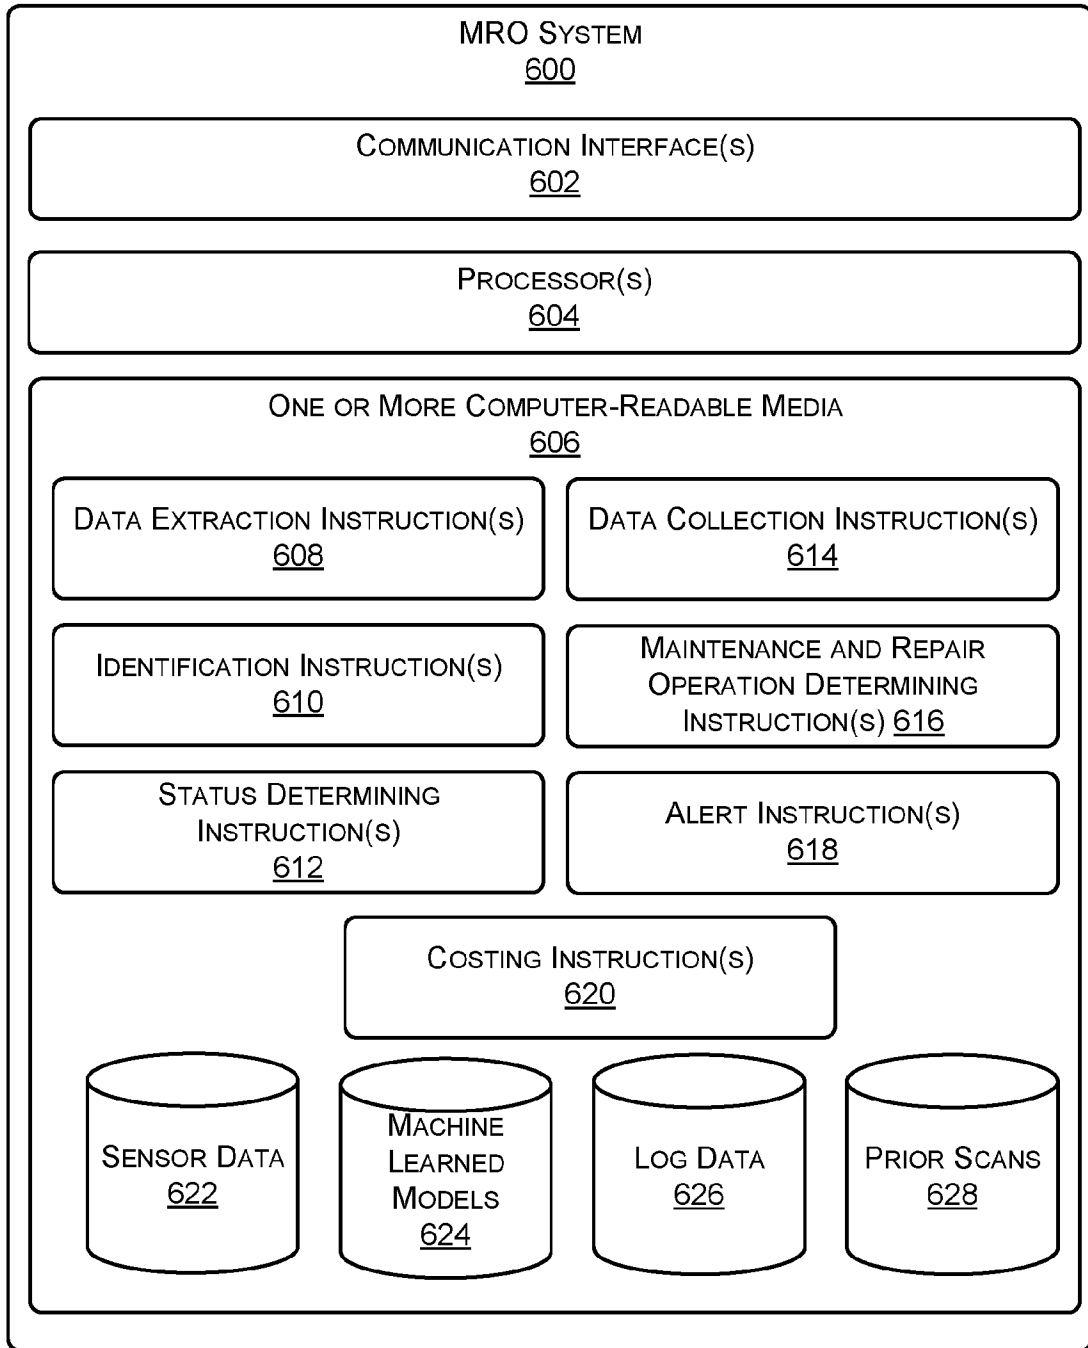 MRO SYSTEM
600
COMMUNICATION INTERFACE(S)
602
PROCESSOR(S)
604
ONE OR MORE COMPUTER-READABLE MEDIA
606
DATA EXTRACTION INSTRUCTION(S)
608
DATA COLLECTION INSTRUCTION(S)
614
IDENTIFICATION INSTRUCTION(S)
610
MAINTENANCE AND REPAIR
OPERATION DETERMINING
INSTRUCTION(S) 616
STATUS DETERMINING
INSTRUCTION(S)
612
ALERT INSTRUCTION(S)
618
COSTING INSTRUCTION(S)
620
SENSOR DATA
622
MACHINE
LEARNED
MODELS
624
LOG DATA
626
PRIOR SCANS
628